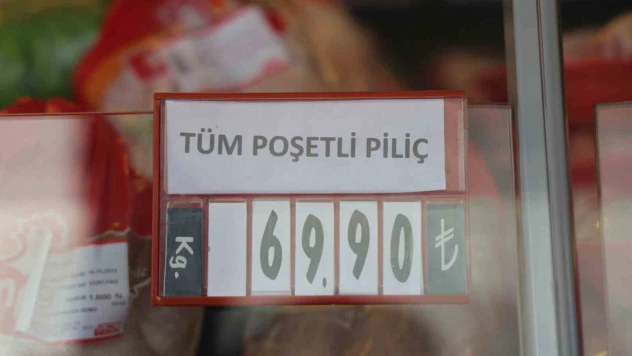 TÜM POŞETLİ PİLİÇ
Kg. 69.90 ₺